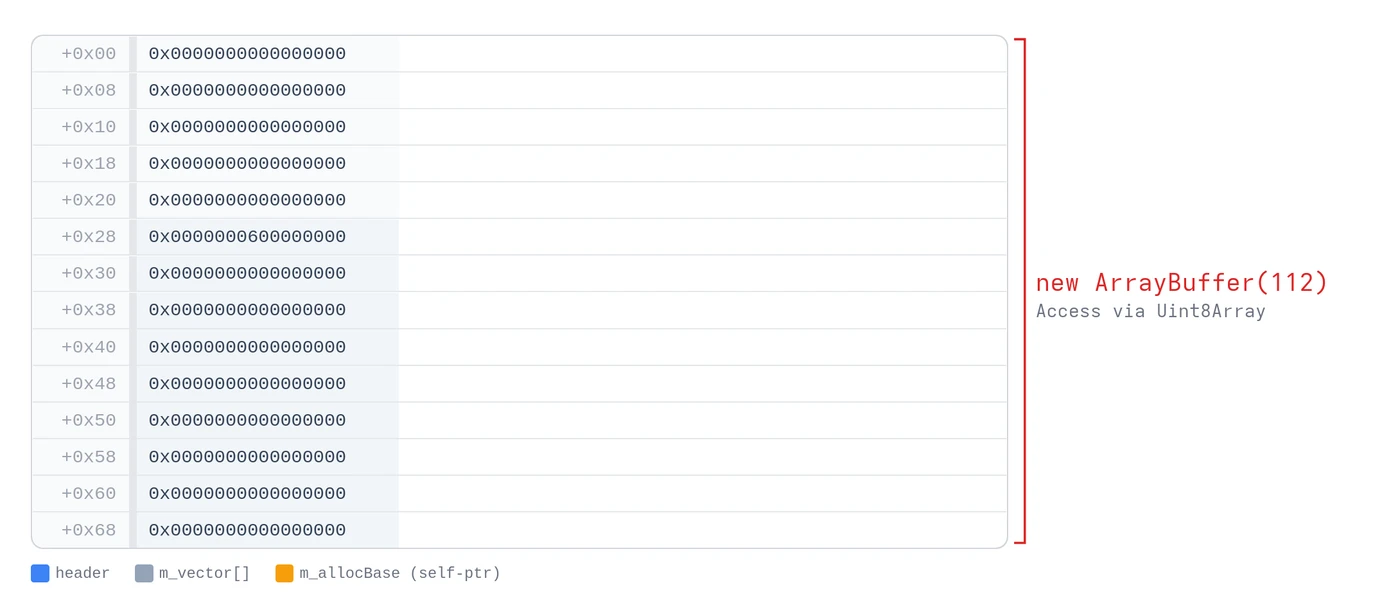 +0x00 0x0000000000000000
+0x08 0x0000000000000000
+0x10 0x0000000000000000
+0x18 0x0000000000000000
+0x20 0x0000000000000000
+0x28 0x0000000600000000
+0x30 0x0000000000000000
+0x38 0x0000000000000000
+0x40 0x0000000000000000
+0x48 0x0000000000000000
+0x50 0x0000000000000000
+0x58 0x0000000000000000
+0x60 0x0000000000000000
+0x68 0x0000000000000000
new ArrayBuffer(112)
Access via Uint8Array
header m_vector[] m_allocBase (self-ptr)